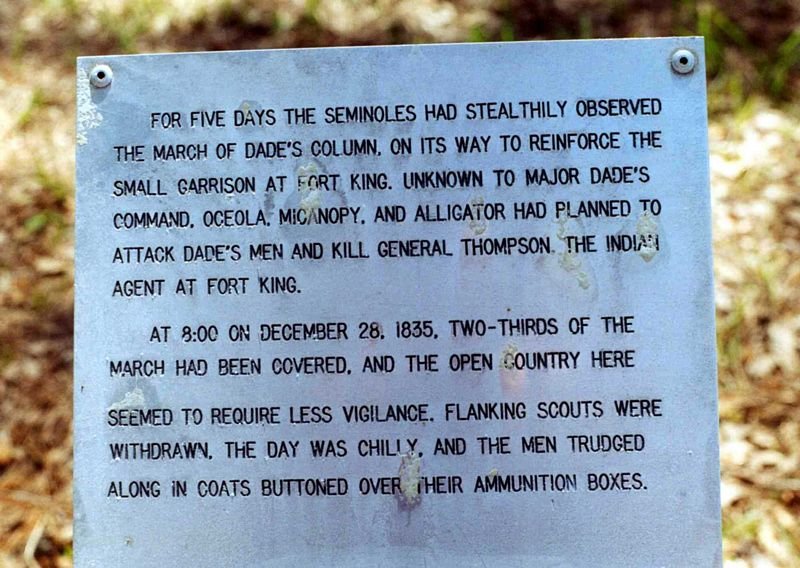 FOR FIVE DAYS THE SEMINOLES HAD STEALTHILY OBSERVED
THE MARCH OF DADE'S COLUMN, ON ITS WAY TO REINFORCE THE
SMALL GARRISON AT FORT KING. UNKNOWN TO MAJOR DADE'S
COMMAND, OCEOLA, MICANOPY, AND ALLIGATOR HAD PLANNED TO
ATTACK DADE'S MEN AND KILL GENERAL THOMPSON, THE INDIAN
AGENT AT FORT KING.
AT 8:00 ON DECEMBER 28, 1835, TWO-THIRDS OF THE
MARCH HAD BEEN COVERED, AND THE OPEN COUNTRY HERE
SEEMED TO REQUIRE LESS VIGILANCE. FLANKING SCOUTS WERE
WITHDRAWN. THE DAY WAS CHILLY, AND THE MEN TRUDGED
ALONG IN COATS BUTTONED OVER THEIR AMMUNITION BOXES.